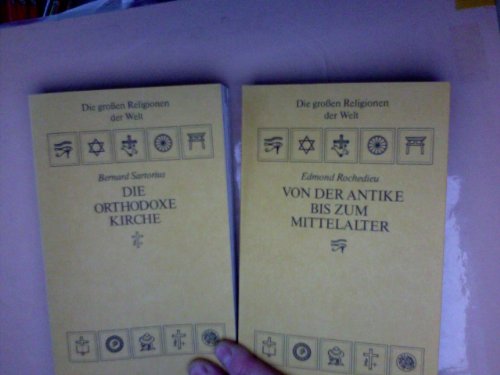 Die großen Religionen
der Welt
Bernard Sartorius
DIE
ORTHODOXE
KIRCHE
Die großen Religionen
der Welt
Edmond Rochedieu
VON DER ANTIKE
BIS ZUM
MITTELALTER